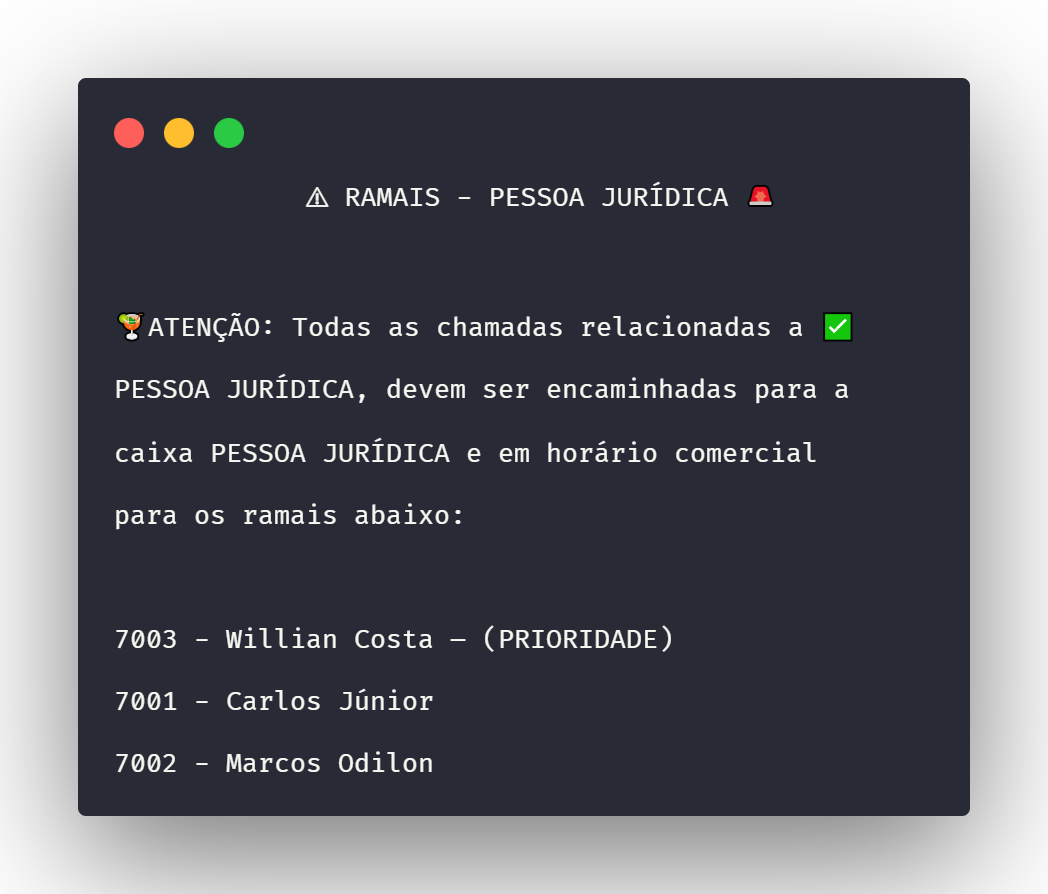 ⚠ RAMAIS - PESSOA JURÍDICA 🚨
🍹ATENÇÃO: Todas as chamadas relacionadas a ✅
PESSOA JURÍDICA, devem ser encaminhadas para a
caixa PESSOA JURÍDICA e em horário comercial
para os ramais abaixo:
7003 - Willian Costa – (PRIORIDADE)
7001 - Carlos Júnior
7002 - Marcos Odilon